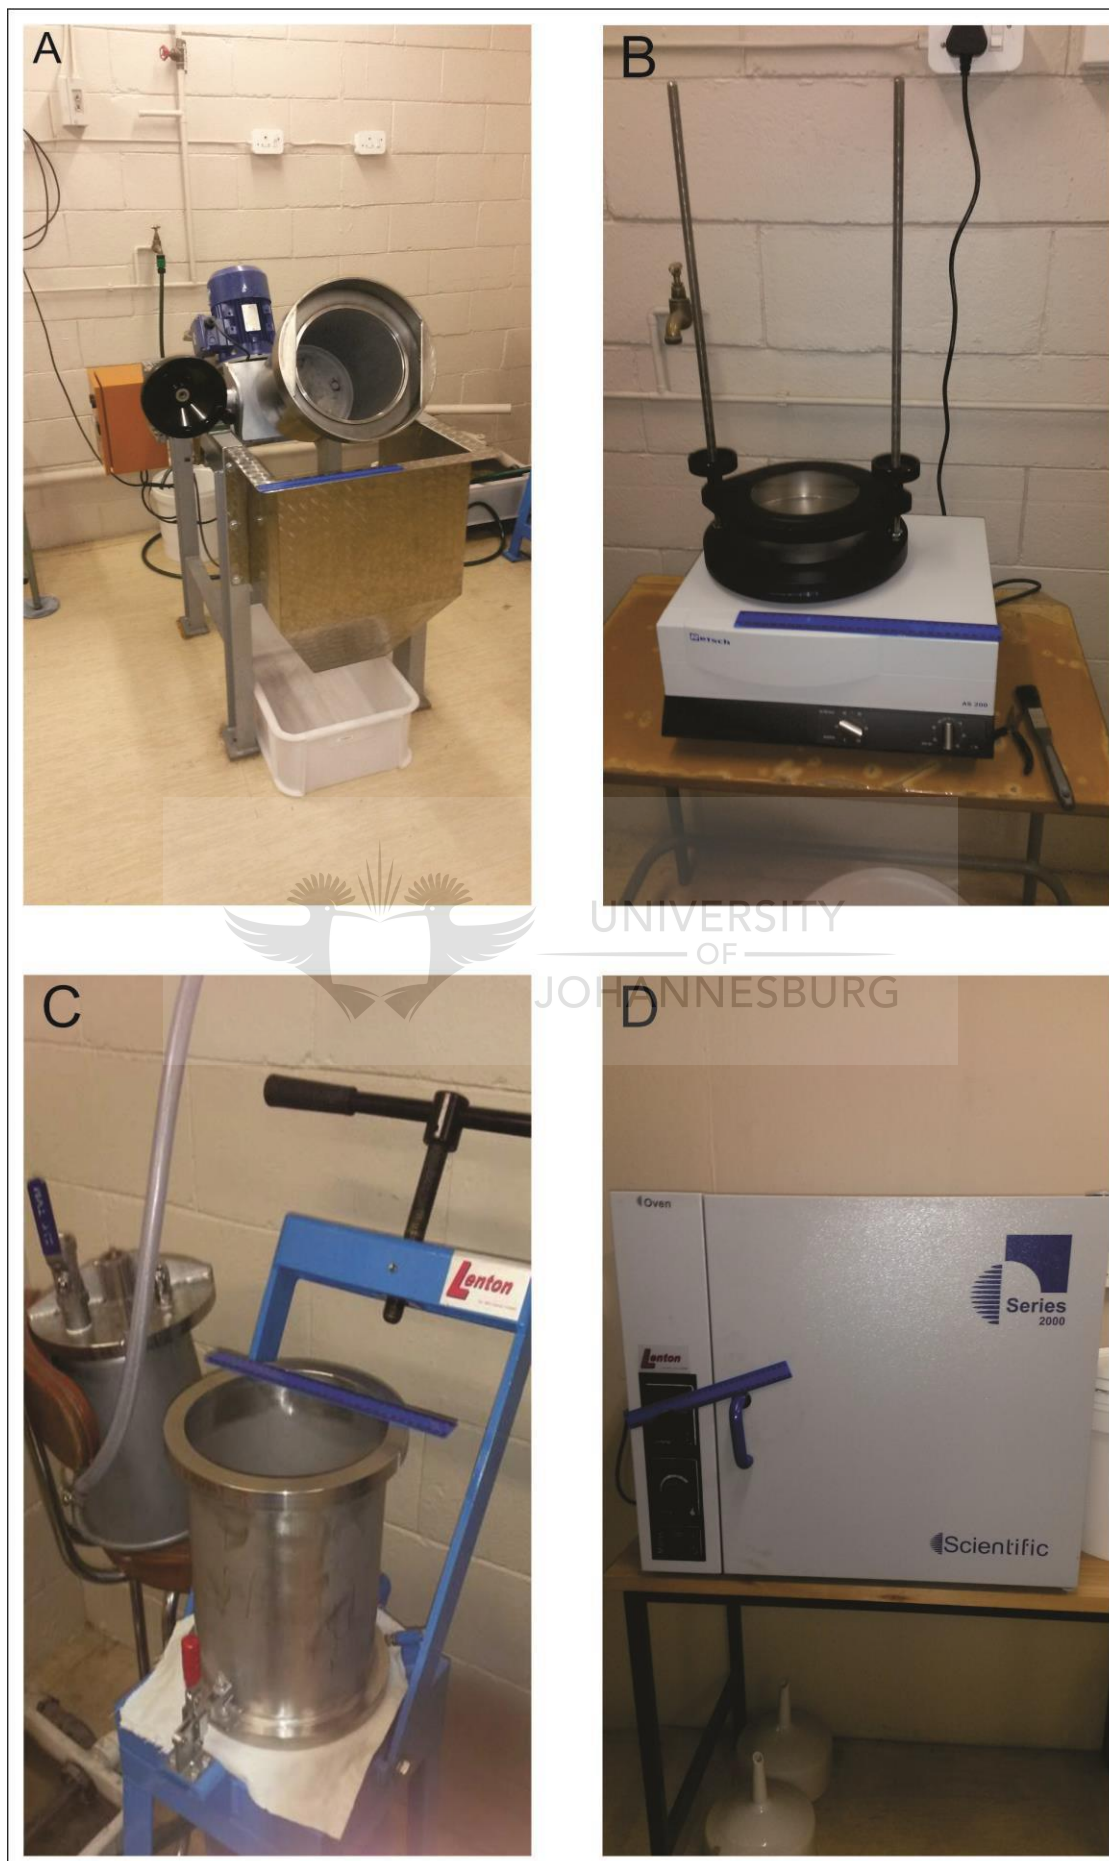 A
B
Retsch
AS 200
UNIVERSITY
OF
JOHANNESBURG
C
Lenton
D
Oven
Series
2000
Lenton
Scientific